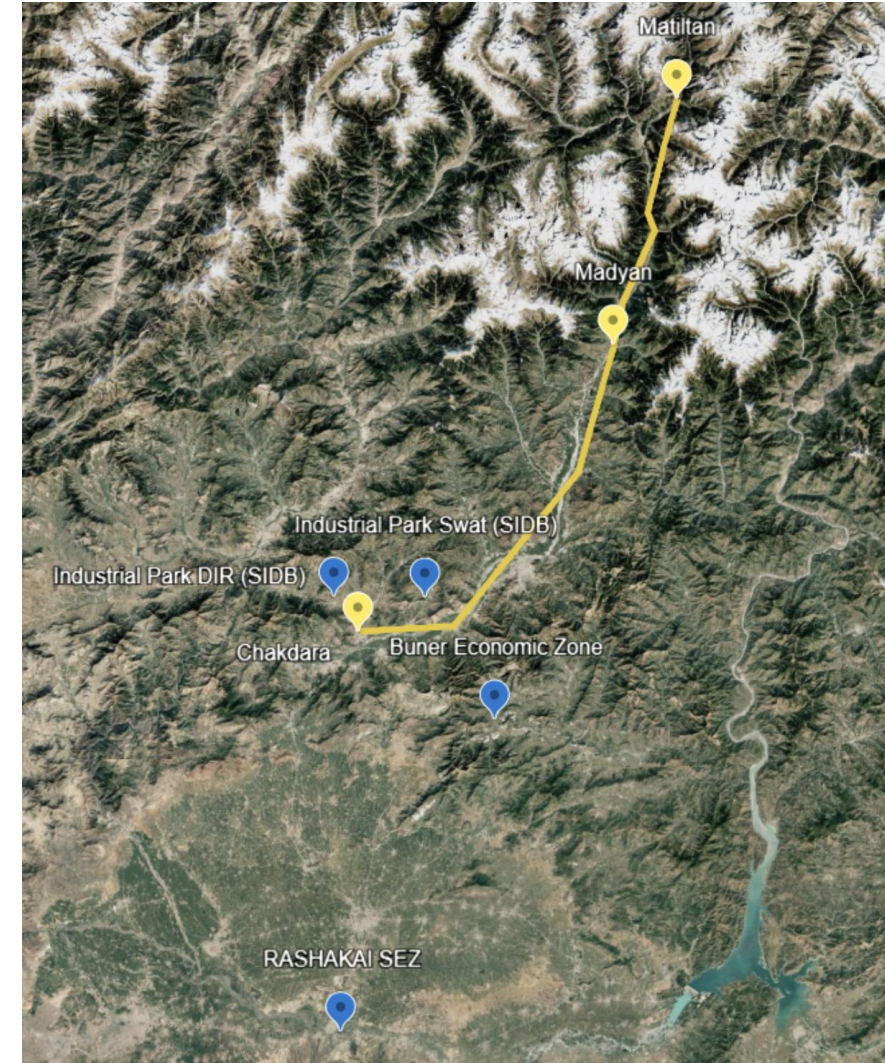 Matiltan
Madyan
Industrial Park Swat (SIDB)
Industrial Park DIR (SIDB)
Chakdara
Buner Economic Zone
RASHAKAI SEZ